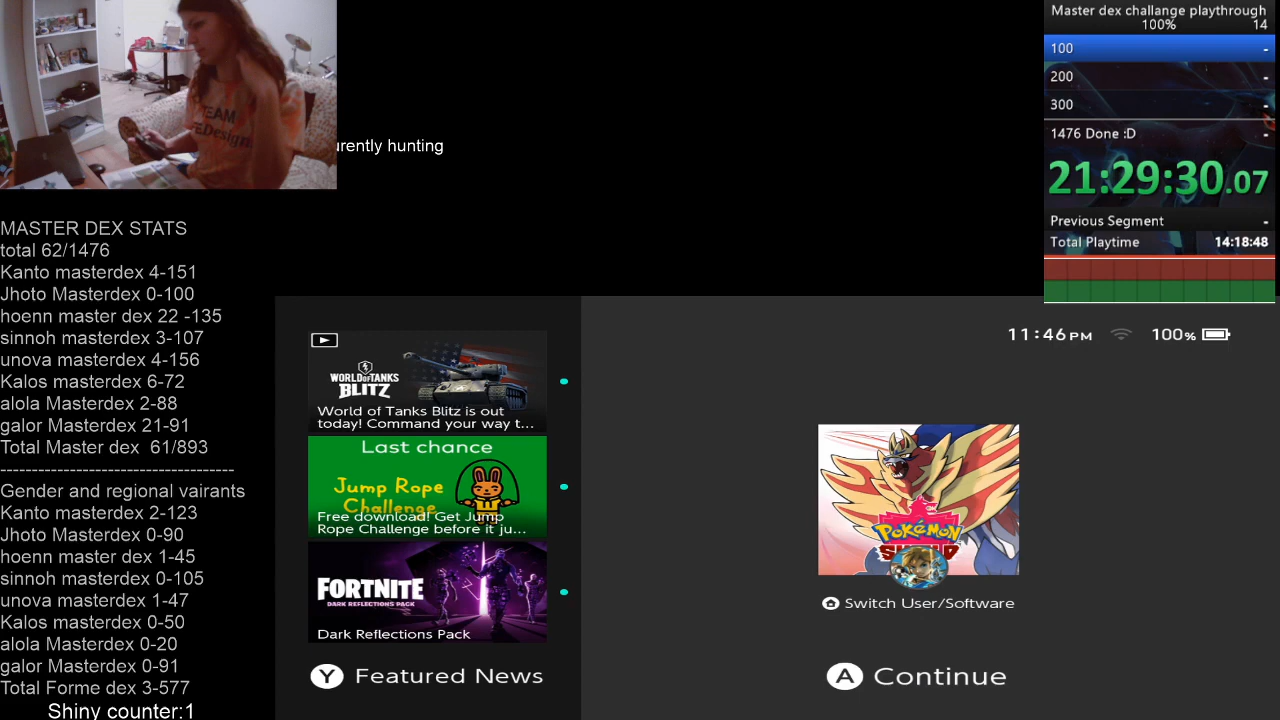 Master dex challange playthrough
100% 14
100 -
200 -
300 -
1476 Done :D -
21:29:30.07
Previous Segment -
Total Playtime 14:18:48
TEAM
EDesign
urently hunting
MASTER DEX STATS
total 62/1476
Kanto masterdex 4-151
Jhoto Masterdex 0-100
hoenn master dex 22 -135
sinnoh masterdex 3-107
unova masterdex 4-156
Kalos masterdex 6-72
alola Masterdex 2-88
galor Masterdex 21-91
Total Master dex 61/893
------------------------------------
Gender and regional vairants
Kanto masterdex 2-123
Jhoto Masterdex 0-90
hoenn master dex 1-45
sinnoh masterdex 0-105
unova masterdex 1-47
Kalos masterdex 0-50
alola Masterdex 0-20
galor Masterdex 0-91
Total Forme dex 3-577
Shiny counter:1
WORLD OF TANKS
BLITZ
World of Tanks Blitz is out
today! Command your way t...
Last chance
Jump Rope
Challenge
Free download! Get Jump
Rope Challenge before it ju...
FORTNITE
DARK REFLECTIONS PACK
Dark Reflections Pack
Y Featured News
11:46 PM 100%
POKÉMON
SHIELD
Switch User/Software
A Continue